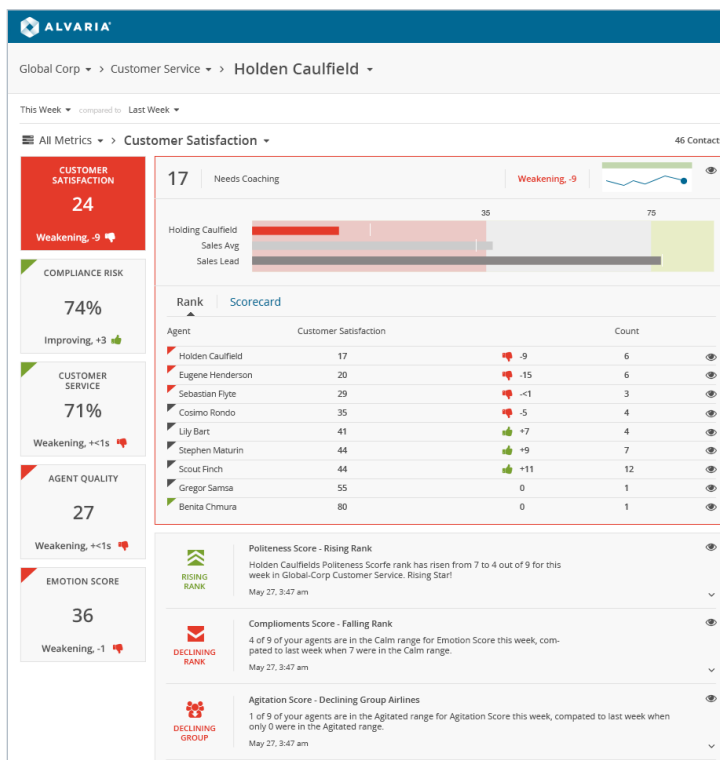 ALVARIA
Global Corp > Customer Service > Holden Caulfield
This Week compared to Last Week
All Metrics > Customer Satisfaction
46 Contact
CUSTOMER
SATISFACTION
24
Weakening, -9
COMPLIANCE RISK
74%
Improving, +3
CUSTOMER
SERVICE
71%
Weakening, +<1s
AGENT QUALITY
27
Weakening, +<1s
EMOTION SCORE
36
Weakening, -1
17 Needs Coaching Weakening, -9
35 75
Holding Caulfield
Sales Avg
Sales Lead
Rank Scorecard
Agent Customer Satisfaction Count
Holden Caulfield 17 -9 6
Eugene Henderson 20 -15 6
Sebastian Flyte 29 -<1 3
Cosimo Rondo 35 -5 4
Lily Bart 41 +7 4
Stephen Maturin 44 +9 7
Scout Finch 44 +11 12
Gregor Samsa 55 0 1
Benita Chmura 80 0 1
RISING
RANK
Politeness Score - Rising Rank
Holden Caulfields Politeness Scorfe rank has risen from 7 to 4 out of 9 for this
week in Global-Corp Customer Service. Rising Star!
May 27, 3:47 am
DECLINING
RANK
Complioments Score - Falling Rank
4 of 9 of your agents are in the Calm range for Emotion Score this week, com-
pated to last week when 7 were in the Calm range.
May 27, 3:47 am
DECLINING
GROUP
Agitation Score - Declining Group Airlines
1 of 9 of your agents are in the Agitated range for Agitation Score this week, compated to last week when
only 0 were in the Agitated range.
May 27, 3:47 am